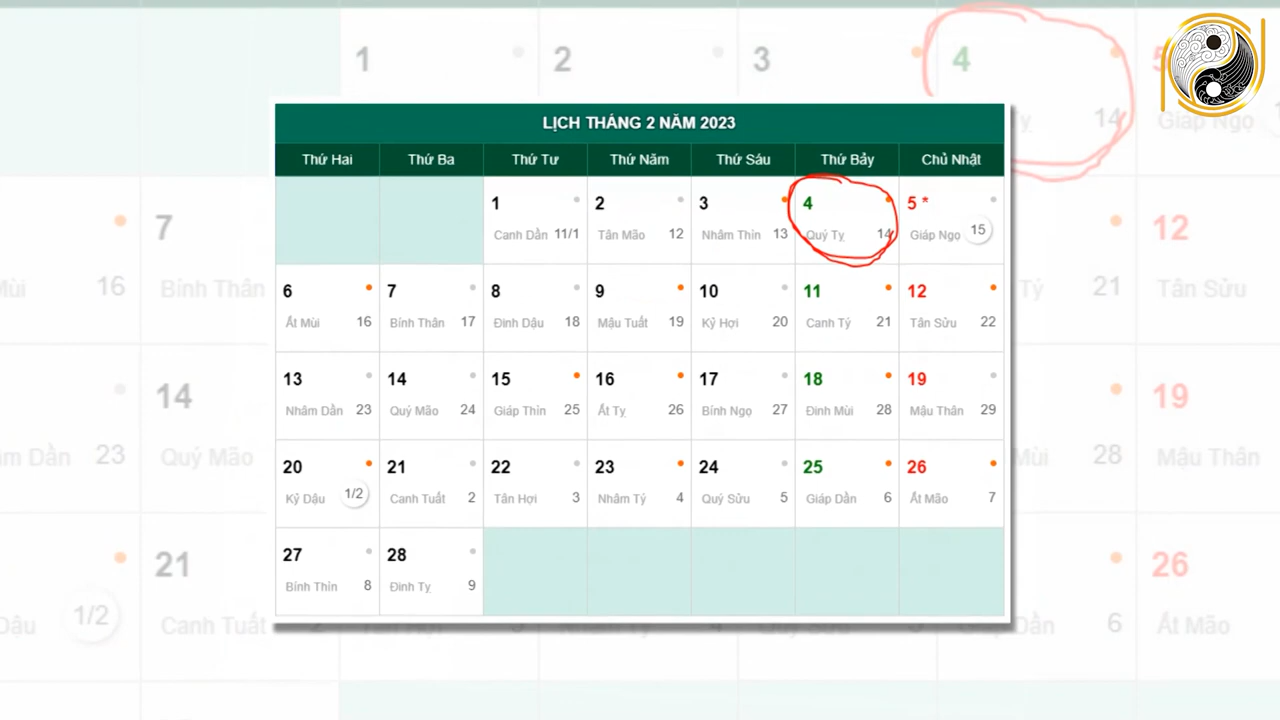 LỊCH THÁNG 2 NĂM 2023
Thứ Hai Thứ Ba Thứ Tư Thứ Năm Thứ Sáu Thứ Bảy Chủ Nhật
1 2 3 4 5 *
Canh Dần 11/1 Tân Mão 12 Nhâm Thìn 13 Quý Tỵ 14 Giáp Ngọ 15
6 7 8 9 10 11 12
Ất Mùi 16 Bính Thân 17 Đinh Dậu 18 Mậu Tuất 19 Kỷ Hợi 20 Canh Tý 21 Tân Sửu 22
13 14 15 16 17 18 19
Nhâm Dần 23 Quý Mão 24 Giáp Thìn 25 Ất Tỵ 26 Bính Ngọ 27 Đinh Mùi 28 Mậu Thân 29
20 21 22 23 24 25 26
Kỷ Dậu 1/2 Canh Tuất 2 Tân Hợi 3 Nhâm Tý 4 Quý Sửu 5 Giáp Dần 6 Ất Mão 7
27 28
Bính Thìn 8 Đinh Tỵ 9